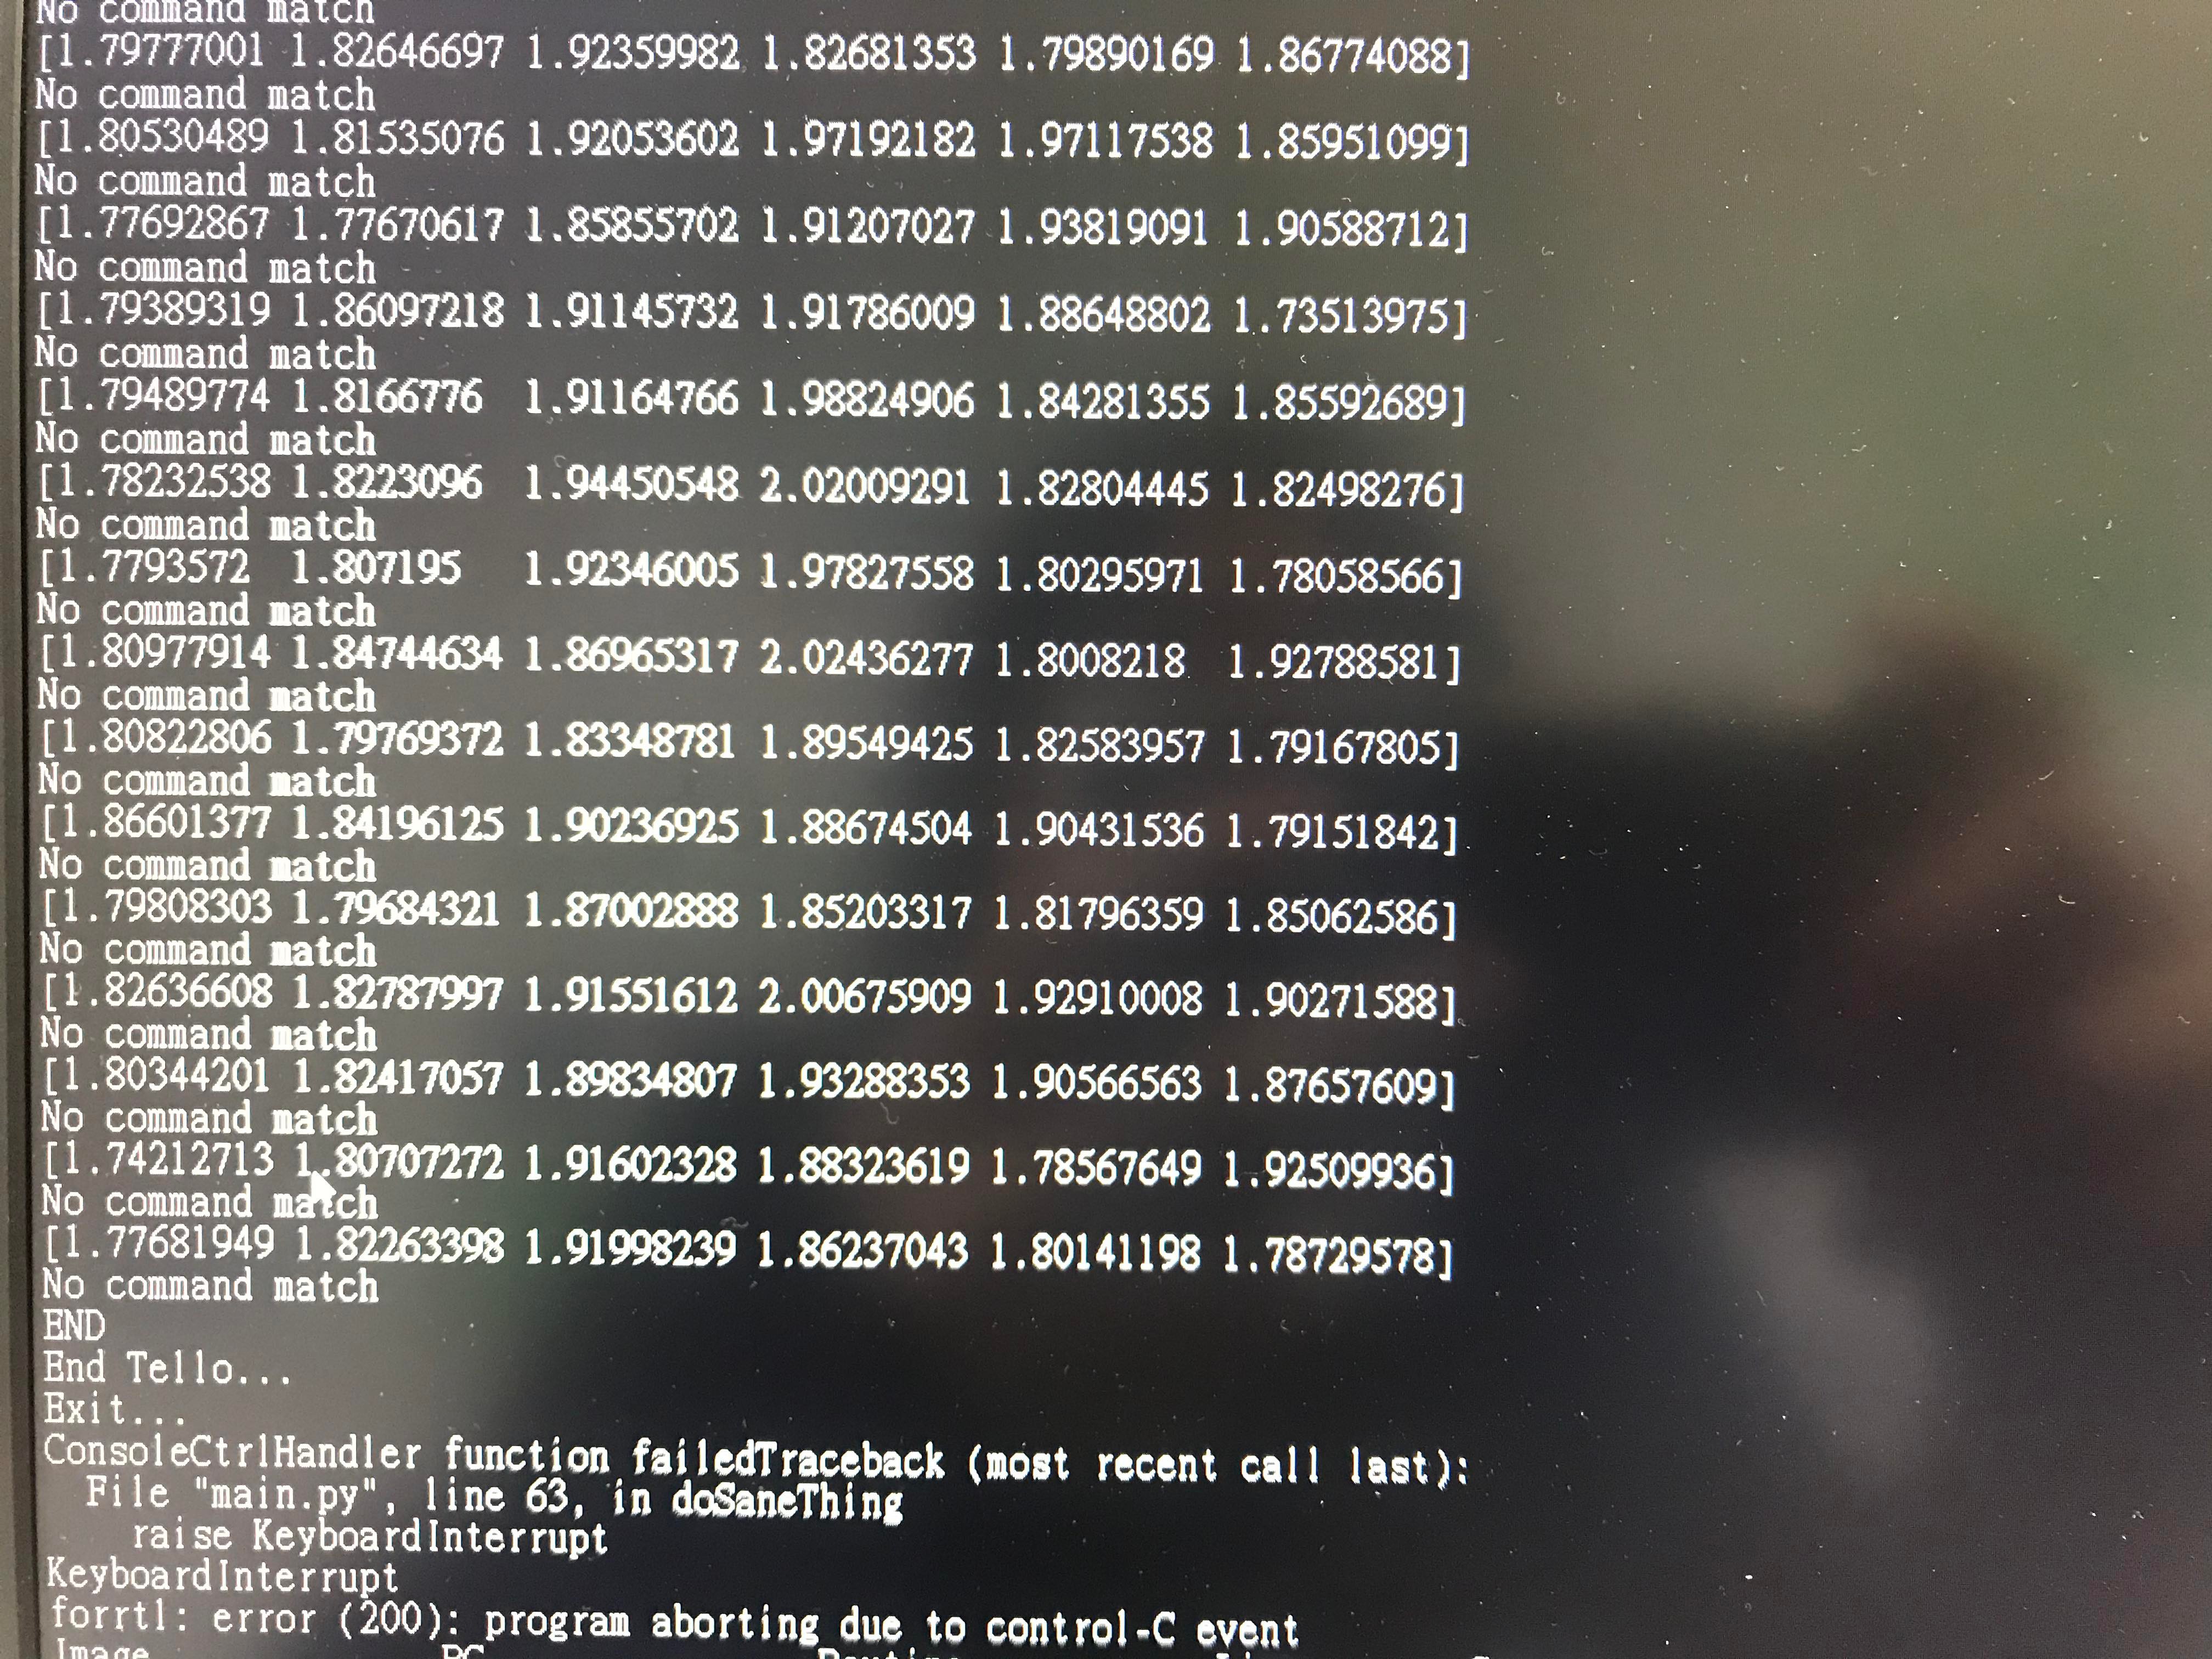 No command match
[1.79777001 1.82646697 1.92359982 1.82681353 1.79890169 1.86774088]
No command match
[1.80530489 1.81535076 1.92053602 1.97192182 1.97117538 1.85951099]
No command match
[1.77692867 1.77670617 1.85855702 1.91207027 1.93819091 1.90588712]
No command match
[1.79389319 1.86097218 1.91145732 1.91786009 1.88648802 1.73513975]
No command match
[1.79489774 1.8166776  1.91164766 1.98824906 1.84281355 1.85592689]
No command match
[1.78232538 1.8223096  1.94450548 2.02009291 1.82804445 1.82498276]
No command match
[1.7793572  1.807195   1.92346005 1.97827558 1.80295971 1.78058566]
No command match
[1.80977914 1.84744634 1.86965317 2.02436277 1.8008218  1.92788581]
No command match
[1.80822806 1.79769372 1.83348781 1.89549425 1.82583957 1.79167805]
No command match
[1.86601377 1.84196125 1.90236925 1.88674504 1.90431536 1.79151842]
No command match
[1.79808303 1.79684321 1.87002888 1.85203317 1.81796359 1.85062586]
No command match
[1.82636608 1.82787997 1.91551612 2.00675909 1.92910008 1.90271588]
No command match
[1.80344201 1.82417057 1.89834807 1.93288353 1.90566563 1.87657609]
No command match
[1.74212713 1.80707272 1.91602328 1.88323619 1.78567649 1.92509936]
No command match
[1.77681949 1.82263398 1.91998239 1.86237043 1.80141198 1.78729578]
No command match
END
End Tello...
Exit...
ConsoleCtrlHandler function failedTraceback (most recent call last):
  File "main.py", line 63, in doSaneThing
    raise KeyboardInterrupt
KeyboardInterrupt
forrtl: error (200): program aborting due to control-C event
Image PC Routine